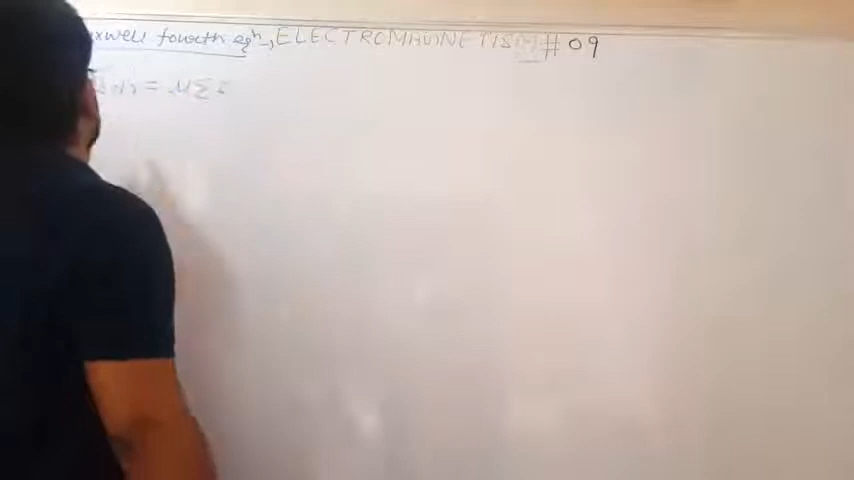 xwell fourth eqn, ELECTROMAGNETISM # 09
= μ Σ i